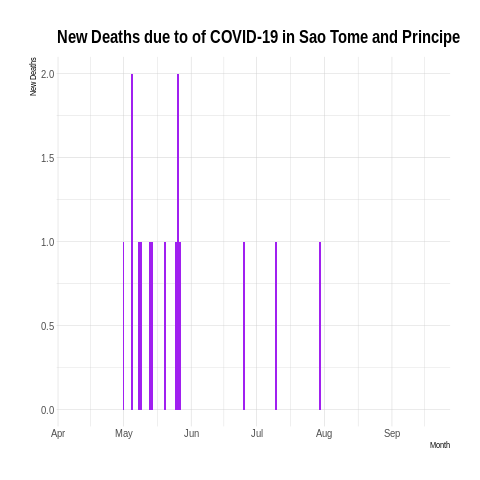 New Deaths due to of COVID-19 in Sao Tome and Principe
New Deaths
2.0
1.5
1.0
0.5
0.0
Apr May Jun Jul Aug Sep
Month